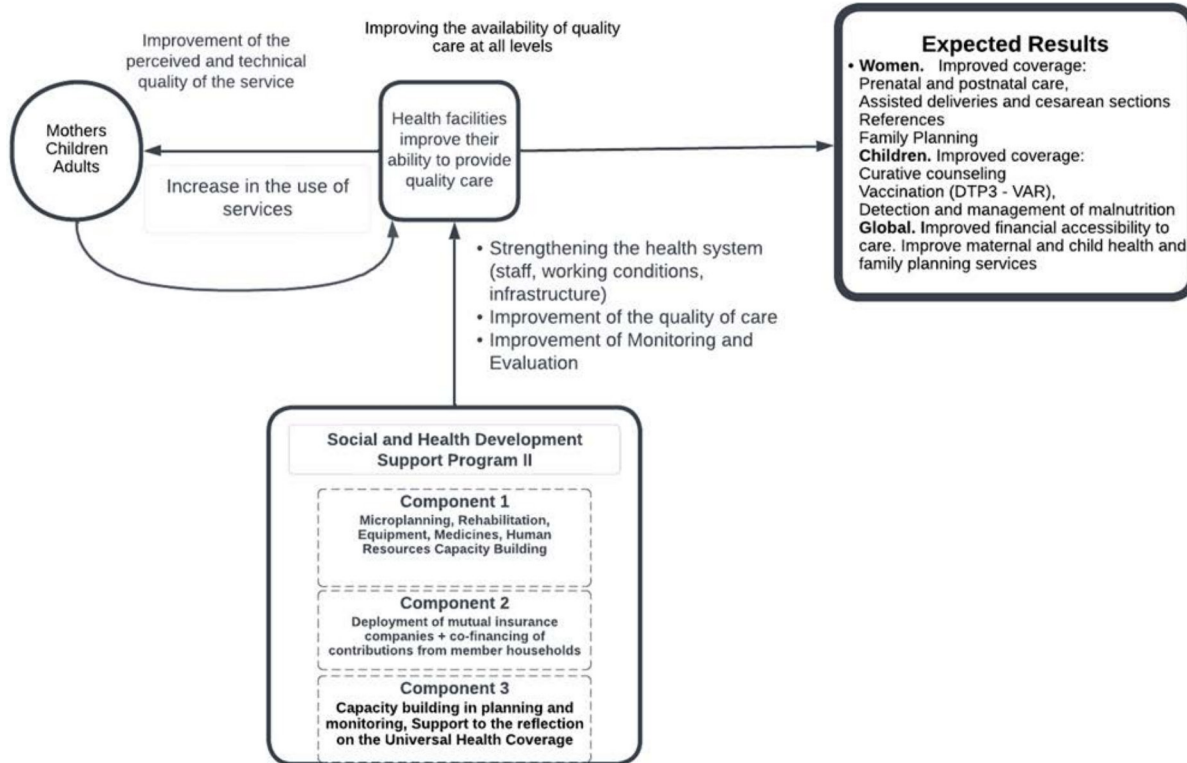 Improvement of the
perceived and technical
quality of the service
Improving the availability of quality
care at all levels
Mothers
Children
Adults
Health facilities
improve their
ability to provide
quality care
Increase in the use of
services
Expected Results
• Women. Improved coverage:
Prenatal and postnatal care,
Assisted deliveries and cesarean sections
References
Family Planning
Children. Improved coverage:
Curative counseling
Vaccination (DTP3 - VAR),
Detection and management of malnutrition
Global. Improved financial accessibility to
care. Improve maternal and child health and
family planning services
• Strengthening the health system
(staff, working conditions,
infrastructure)
• Improvement of the quality of care
• Improvement of Monitoring and
Evaluation
Social and Health Development
Support Program II
Component 1
Microplanning, Rehabilitation,
Equipment, Medicines, Human
Resources Capacity Building
Component 2
Deployment of mutual insurance
companies + co-financing of
contributions from member households
Component 3
Capacity building in planning and
monitoring, Support to the reflection
on the Universal Health Coverage